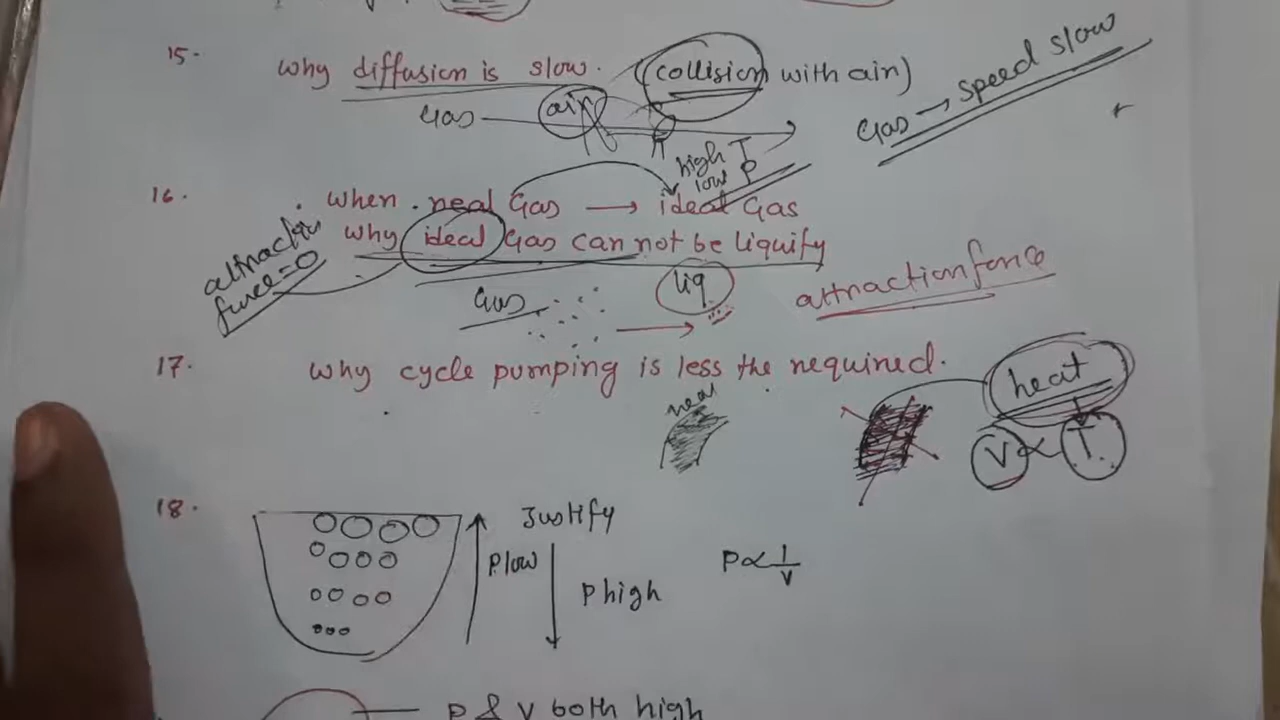 15. why diffusion is slow. (collision with air)
Gas air
Gas → speed slow
high T
low P
16. when real Gas → ideal Gas
why ideal Gas can not be liquify
attraction
force=0
Gas → liq
attraction force
17. why cycle pumping is less the required.
heat
V ∝ T
18. Justify
P low
P high
P ∝ 1/V
P & V both high